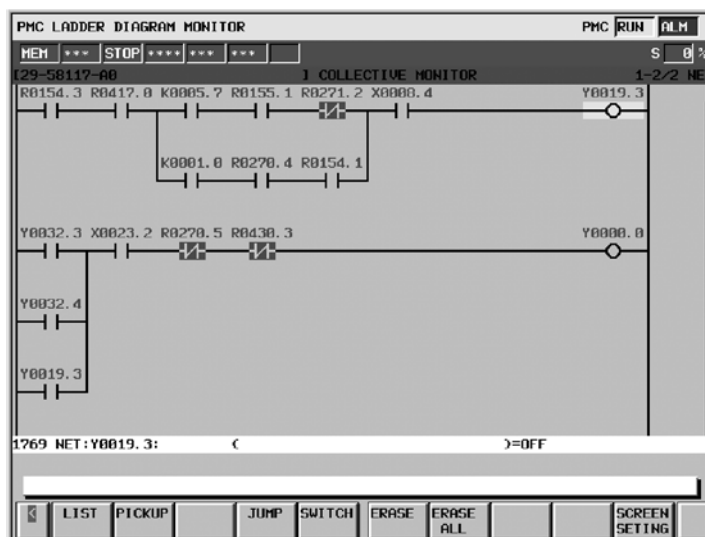 PMC LADDER DIAGRAM MONITOR PMC RUN ALM
MEM *** STOP **** *** *** S 0 %
[29-58117-A0 ] COLLECTIVE MONITOR 1-2/2 NE
R0154.3 R0417.0 K0005.7 R0155.1 R0271.2 X0008.4 Y0019.3
K0001.0 R0270.4 R0154.1
Y0032.3 X0023.2 R0270.5 R0430.3 Y0000.0
Y0032.4
Y0019.3
1769 NET:Y0019.3: ( )=OFF
< LIST PICKUP JUMP SWITCH ERASE ERASE ALL SCREEN SETING